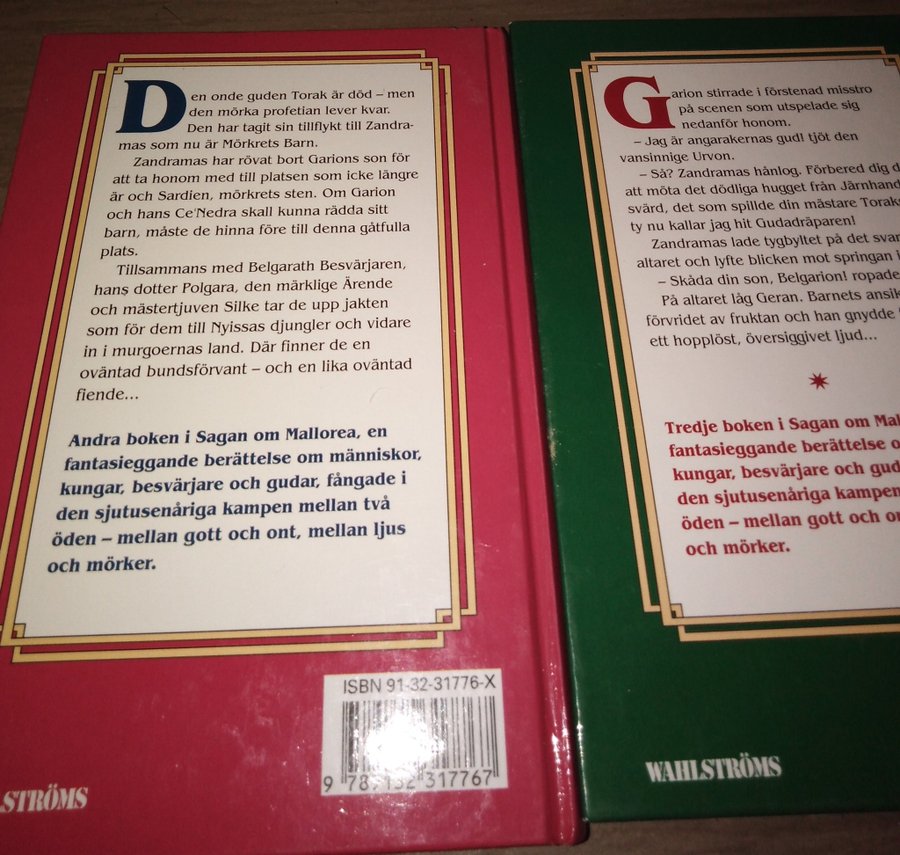 Den onde guden Torak är död – men
den mörka profetian lever kvar.
Den har tagit sin tillflykt till Zandra-
mas som nu är Mörkrets Barn.
Zandramas har rövat bort Garions son för
att ta honom med till platsen som icke längre
är och Sardien, mörkrets sten. Om Garion
och hans Ce'Nedra skall kunna rädda sitt
barn, måste de hinna före till denna gåtfulla
plats.
Tillsammans med Belgarath Besvärjaren,
hans dotter Polgara, den märklige Ärende
och mästertjuven Silke tar de upp jakten
som för dem till Nyissas djungler och vidare
in i murgoernas land. Där finner de en
oväntad bundsförvant – och en lika oväntad
fiende...
Andra boken i Sagan om Mallorea, en
fantasieggande berättelse om människor,
kungar, besvärjare och gudar, fångade i
den sjutusenåriga kampen mellan två
öden – mellan gott och ont, mellan ljus
och mörker.
ISBN 91-32-31776-X
9 789132 317767
STRÖMS
Garion stirrade i förstenad misstro
på scenen som utspelade sig
nedanför honom.
– Jag är angarakernas gud! tjöt den
vansinnige Urvon.
– Så? Zandramas hånlog. Förbered dig d
att möta det dödliga hugget från Järnhand
svärd, det som spillde din mästare Toraks
ty nu kallar jag hit Gudadräparen!
Zandramas lade tygbyltet på det svar
altaret och lyfte blicken mot springan i
– Skåda din son, Belgarion! ropade
På altaret låg Geran. Barnets ansik
förvridet av fruktan och han gnydde
ett hopplöst, översiggivet ljud...
Tredje boken i Sagan om Mal
fantasieggande berättelse o
kungar, besvärjare och gud
den sjutusenåriga kampen
öden – mellan gott och on
och mörker.
WAHLSTRÖMS